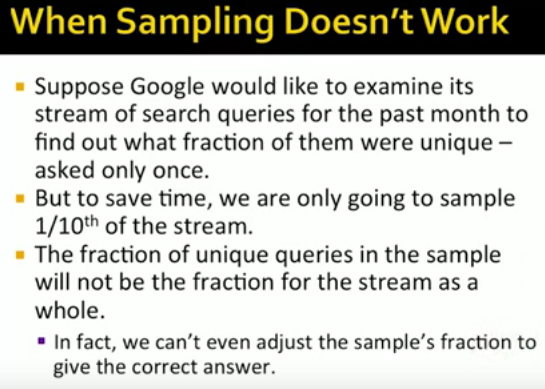 When Sampling Doesn't Work
▪ Suppose Google would like to examine its
stream of search queries for the past month to
find out what fraction of them were unique –
asked only once.
▪ But to save time, we are only going to sample
1/10th of the stream.
▪ The fraction of unique queries in the sample
will not be the fraction for the stream as a
whole.
▪ In fact, we can't even adjust the sample's fraction to
give the correct answer.